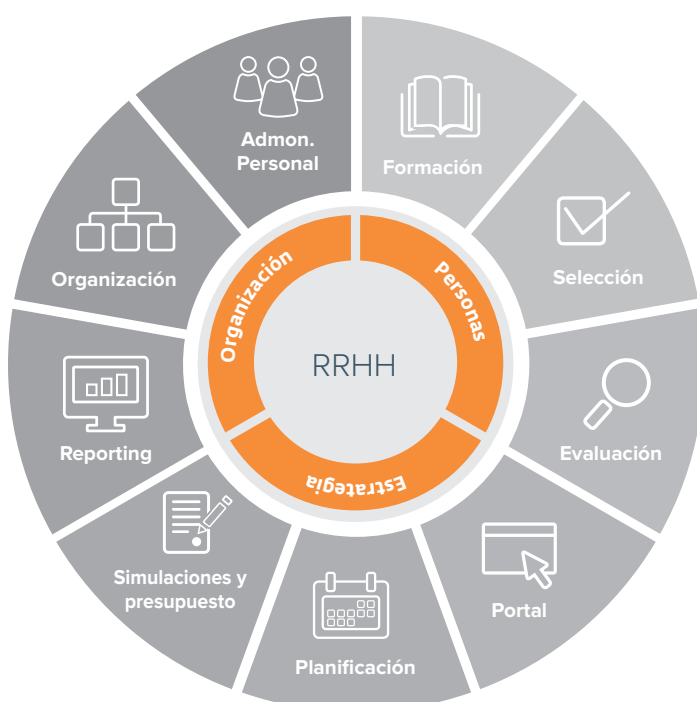 Admon.
Personal
Formación
Organización
Selección
Organización
Personas
RRHH
Reporting
Evaluación
Estrategia
Simulaciones y
presupuesto
Portal
Planificación